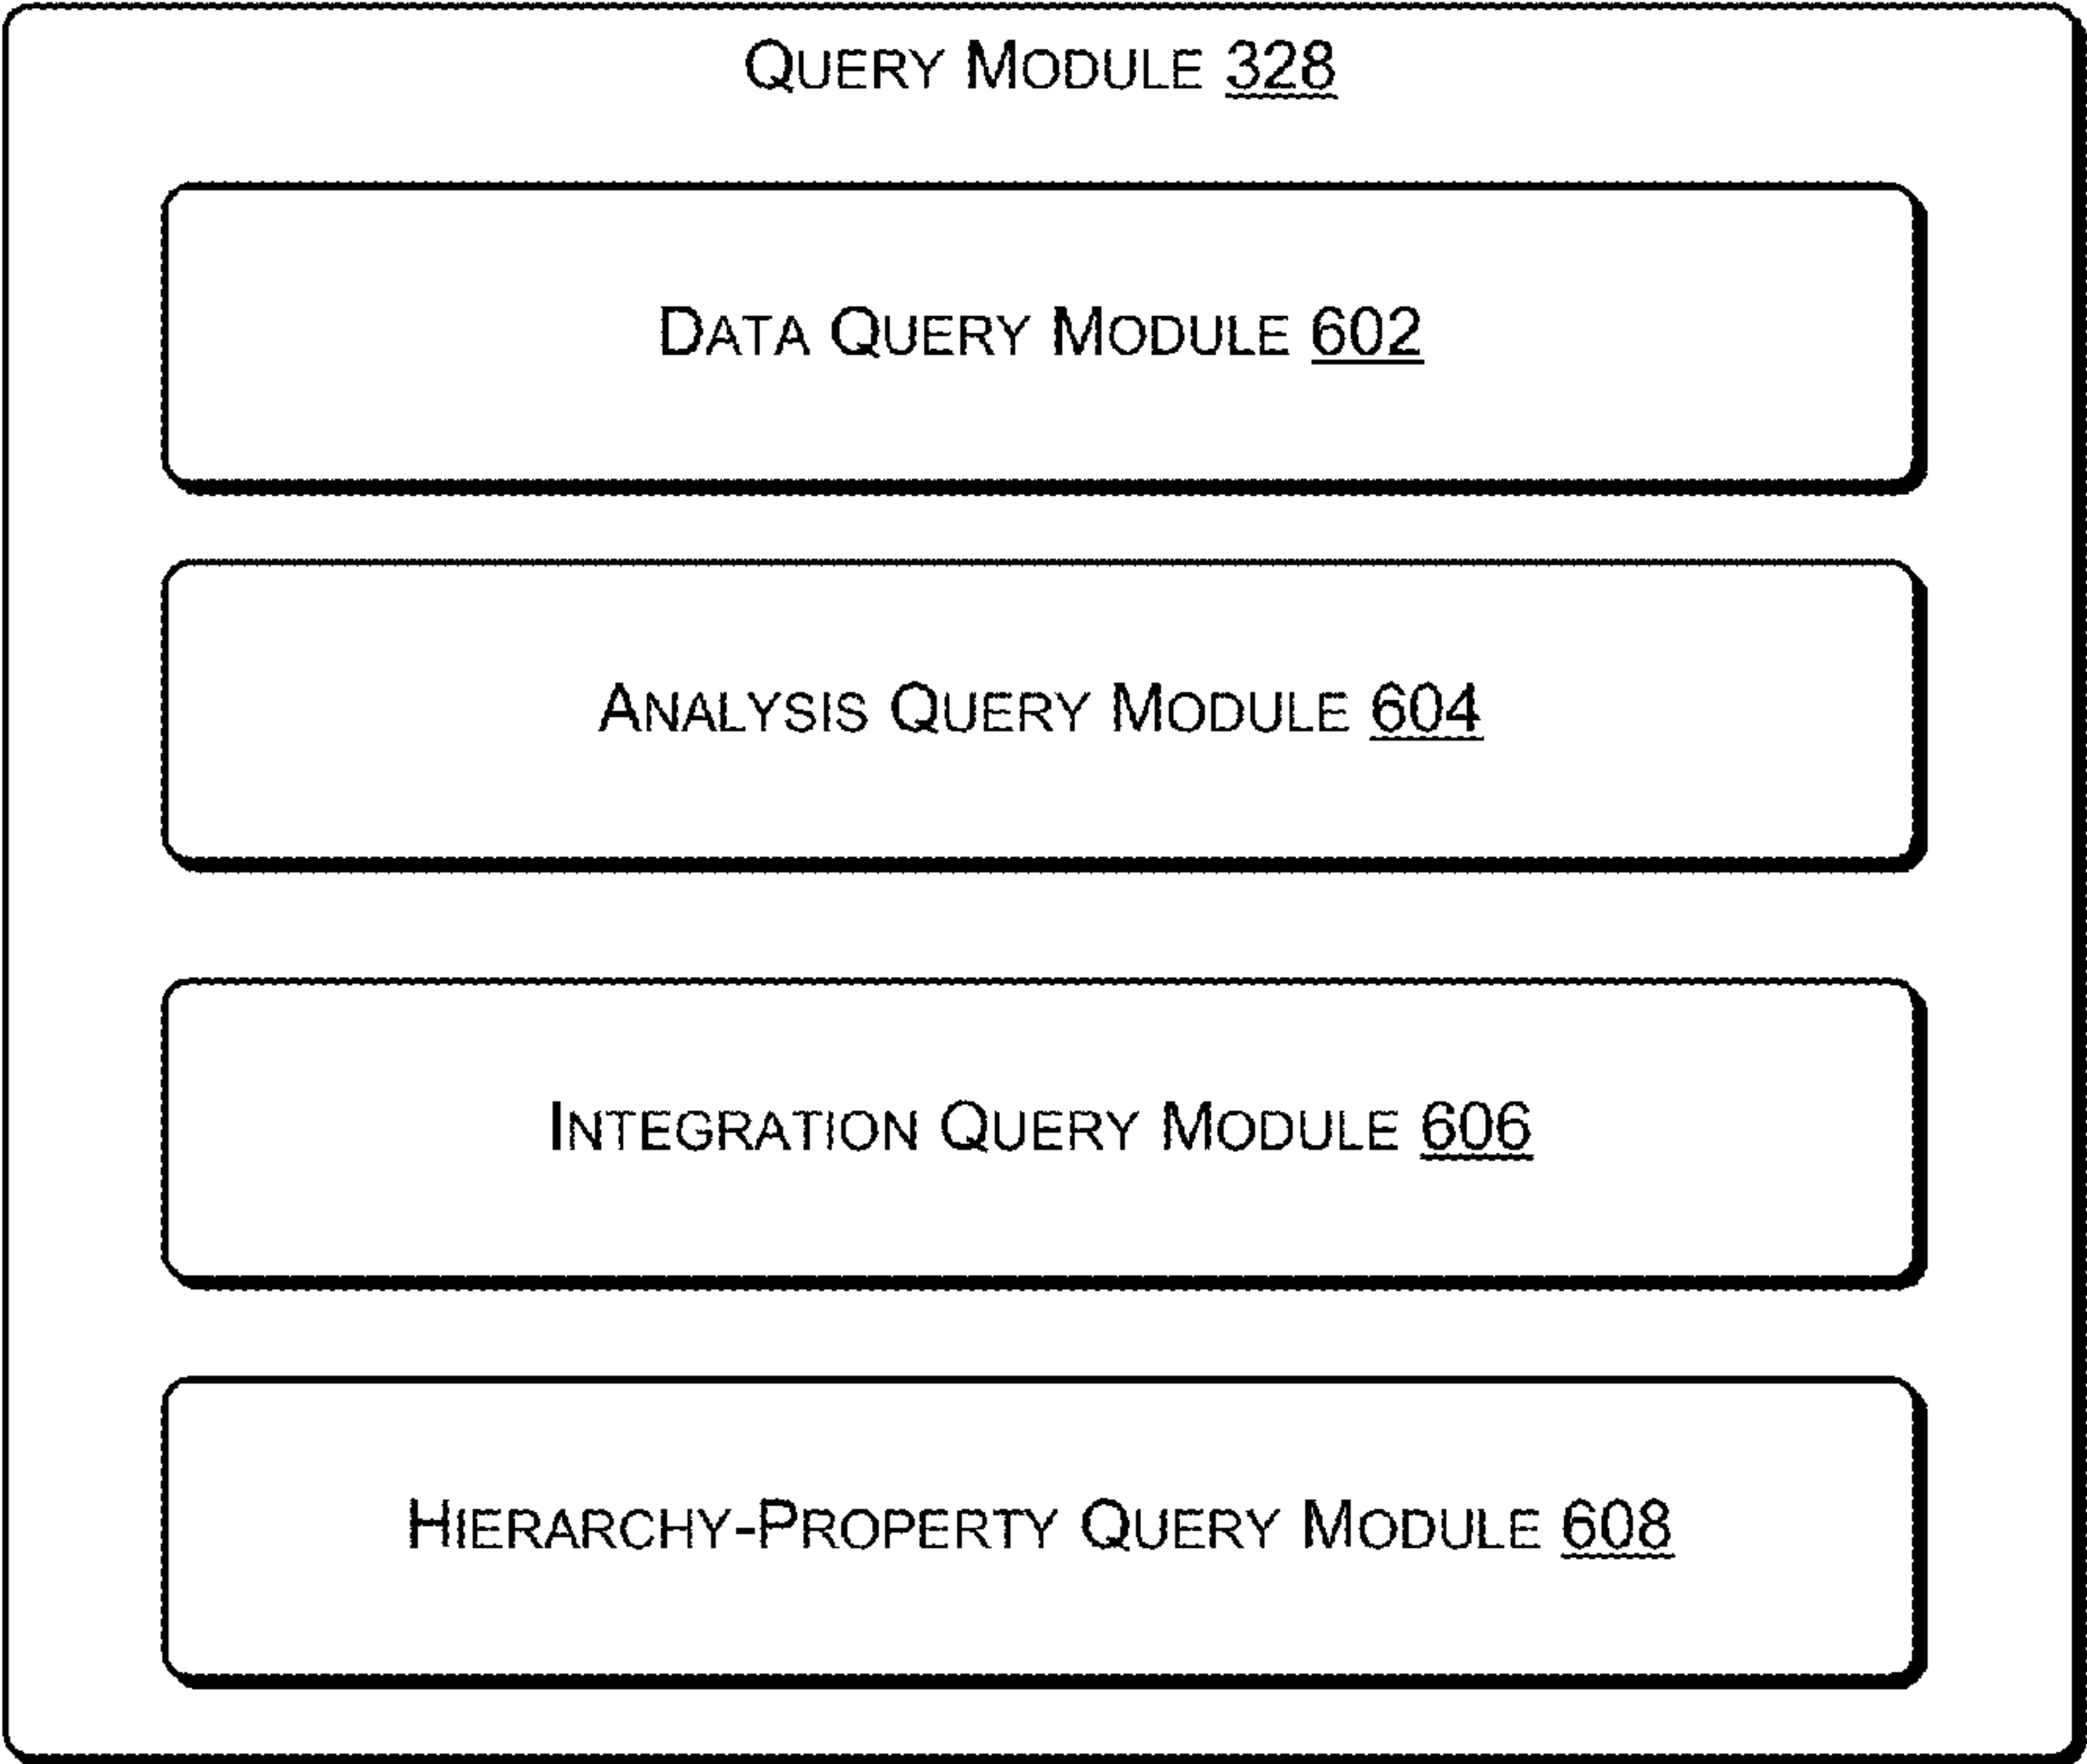 QUERY MODULE 328
DATA QUERY MODULE 602
ANALYSIS QUERY MODULE 604
INTEGRATION QUERY MODULE 606
HIERARCHY-PROPERTY QUERY MODULE 608